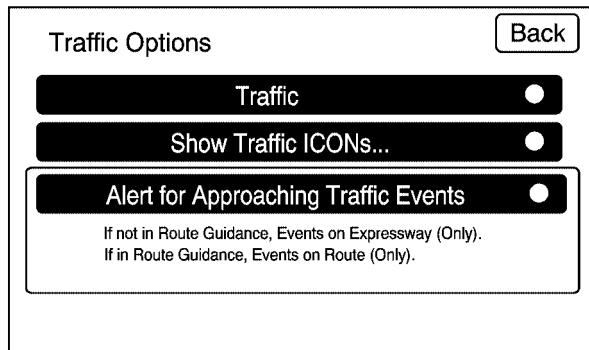 Traffic Options
Back
Traffic
Show Traffic ICONs...
Alert for Approaching Traffic Events
If not in Route Guidance, Events on Expressway (Only).
If in Route Guidance, Events on Route (Only).